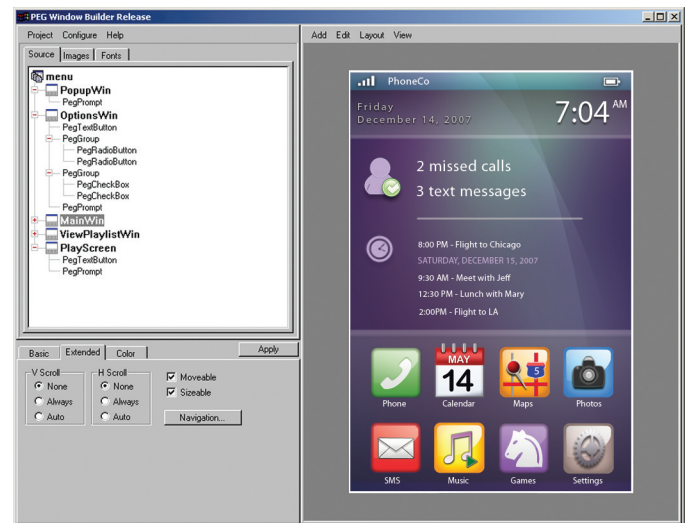 PEG Window Builder Release
Project Configure Help
Source Images Fonts
menu
PopupWin
PegPrompt
OptionsWin
PegTextButton
PegGroup
PegRadioButton
PegRadioButton
PegGroup
PegCheckBox
PegCheckBox
PegPrompt
MainWin
ViewPlaylistWin
PlayScreen
PegTextButton
PegPrompt
Basic Extended Color Apply
V Scroll H Scroll
None None Moveable
Always Always Sizeable
Auto Auto Navigation...
Add Edit Layout View
PhoneCo
Friday
December 14, 2007
7:04 AM
2 missed calls
3 text messages
8:00 PM - Flight to Chicago
SATURDAY, DECEMBER 15, 2007
9:30 AM - Meet with Jeff
12:30 PM - Lunch with Mary
2:00PM - Flight to LA
MAY
14
5
Phone Calendar Maps Photos
SMS Music Games Settings